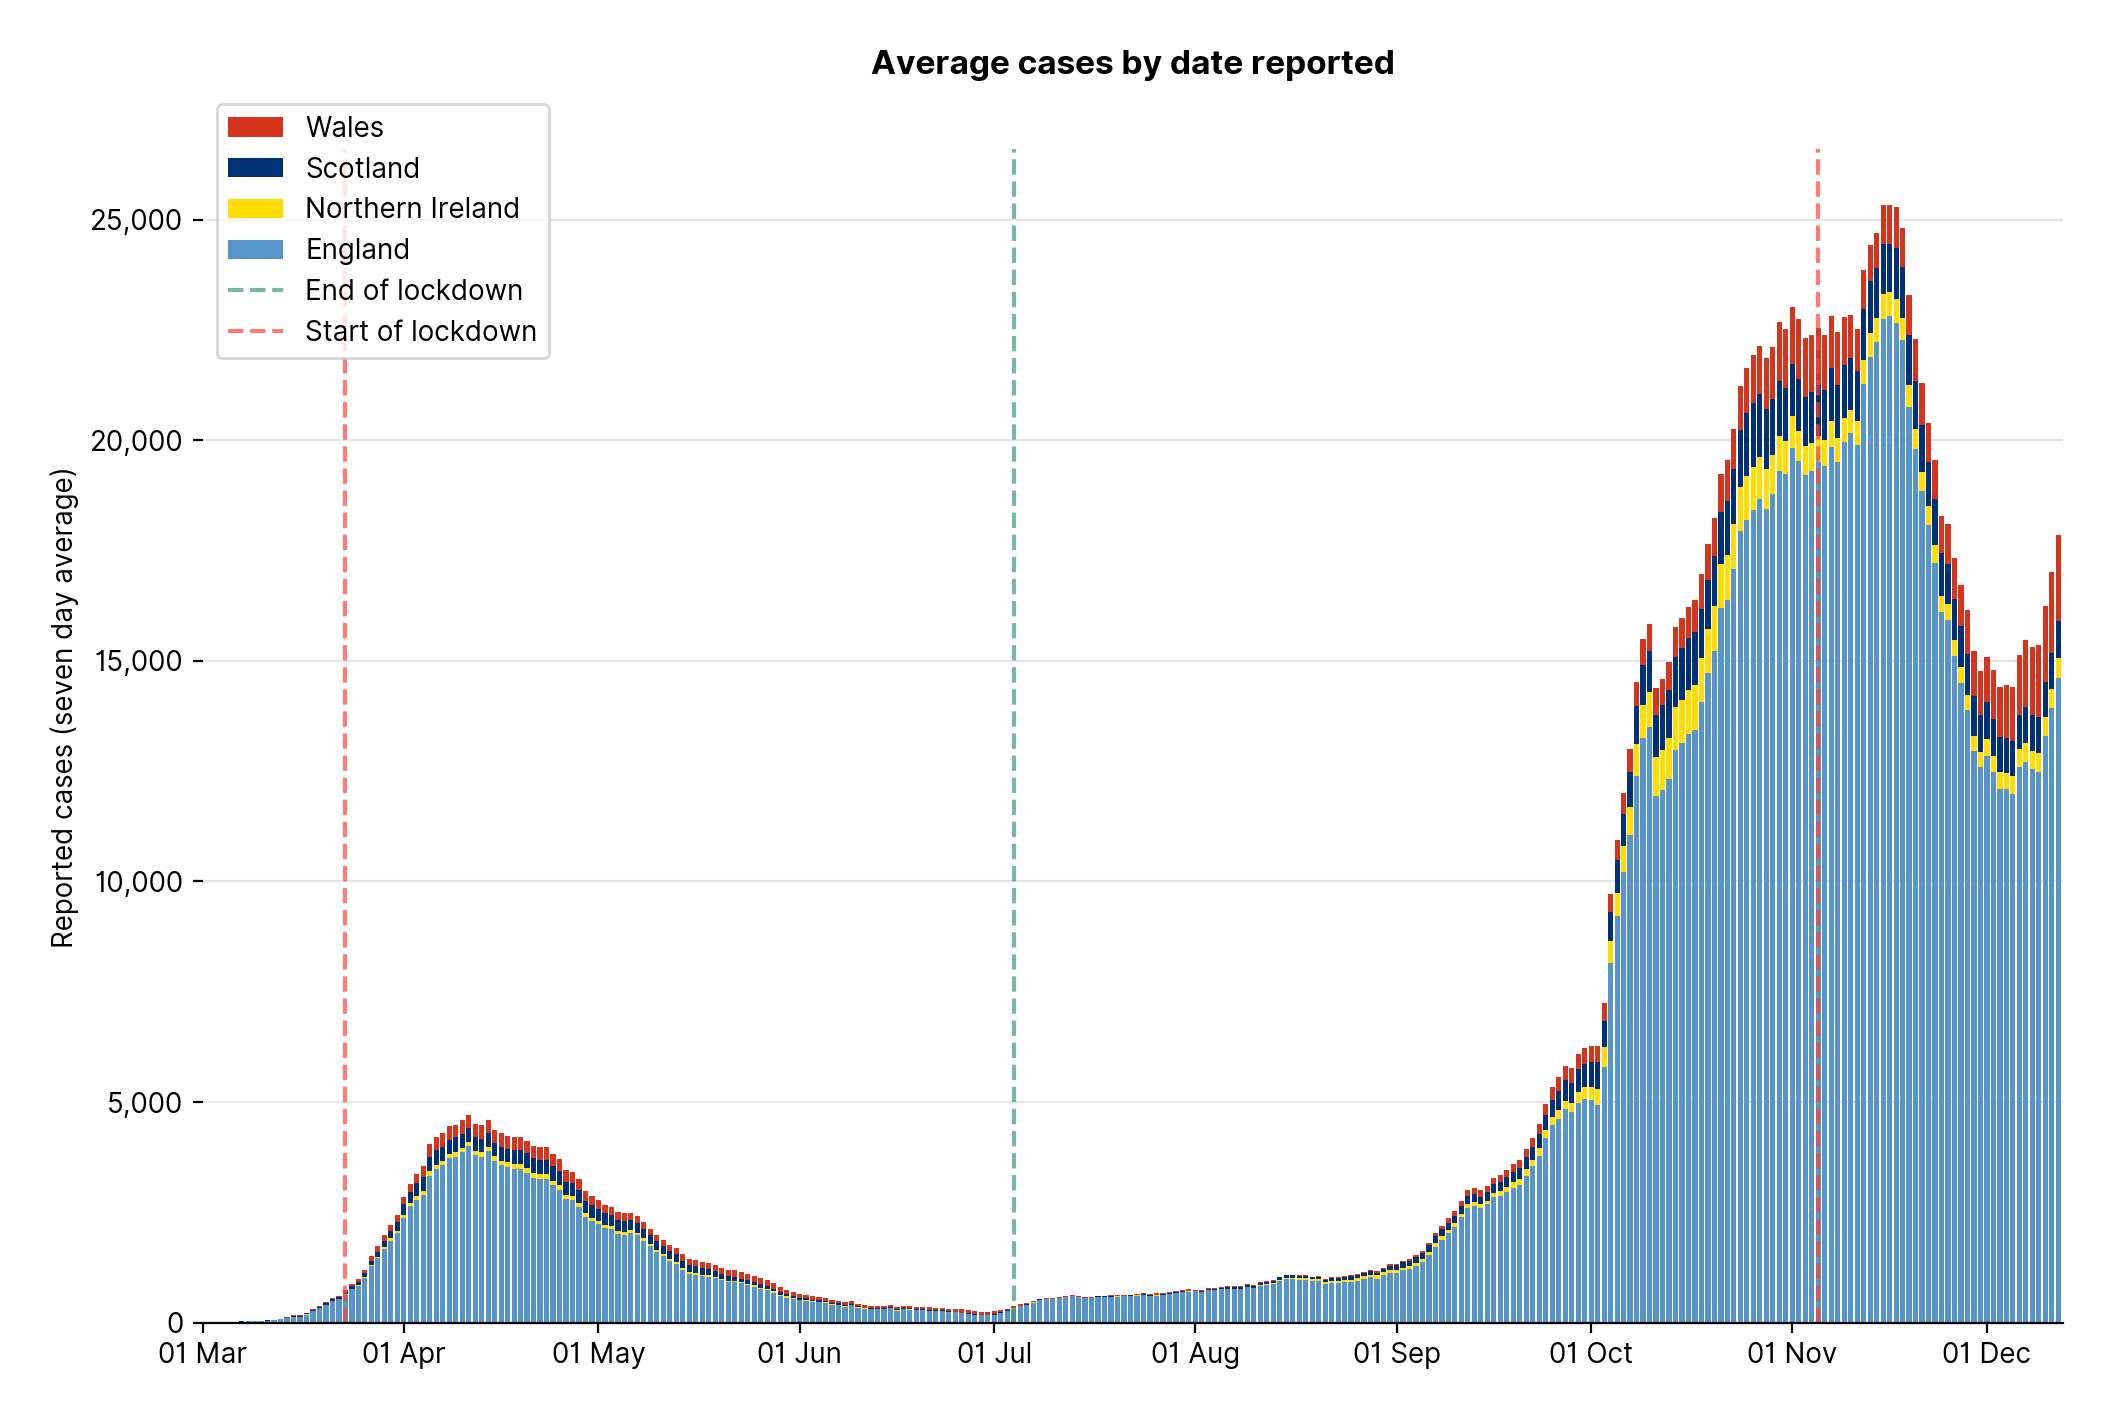 Average cases by date reported
Wales
Scotland
Northern Ireland
England
End of lockdown
Start of lockdown
Reported cases (seven day average)
25,000
20,000
15,000
10,000
5,000
0
01 Mar
01 Apr
01 May
01 Jun
01 Jul
01 Aug
01 Sep
01 Oct
01 Nov
01 Dec